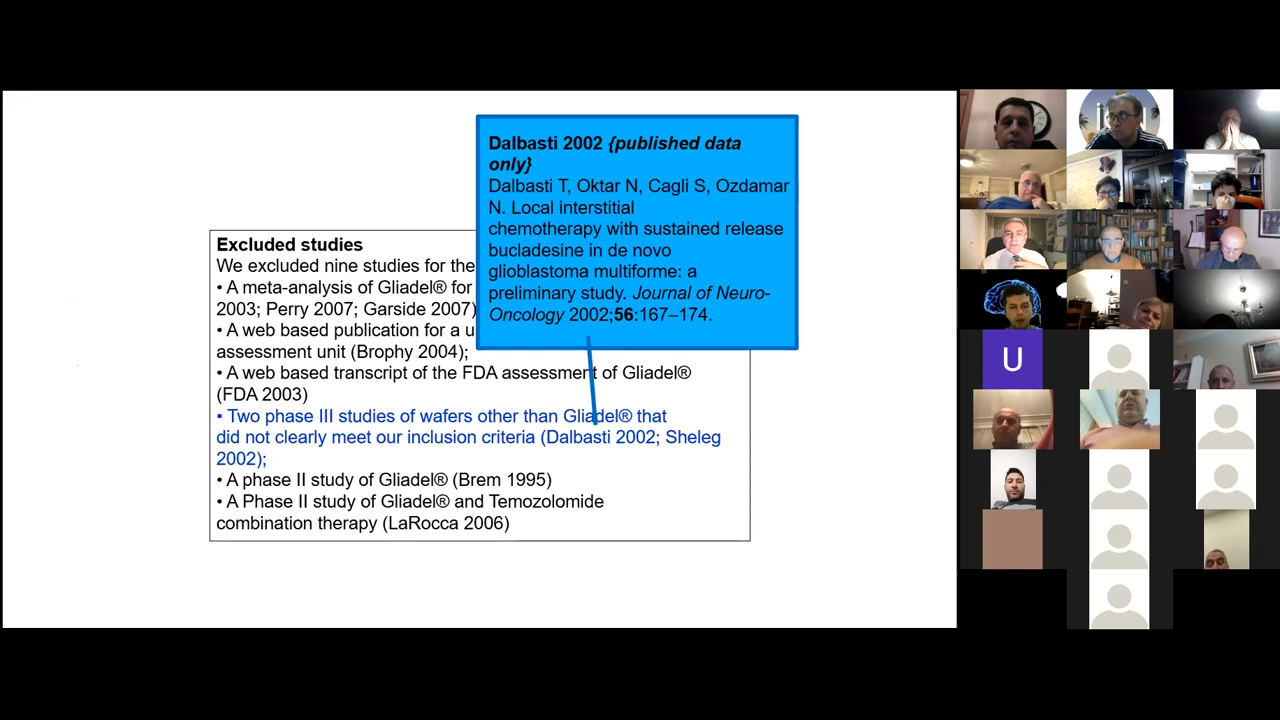 Dalbasti 2002 {published data
only}
Dalbasti T, Oktar N, Cagli S, Ozdamar
N. Local interstitial
chemotherapy with sustained release
bucladesine in de novo
glioblastoma multiforme: a
preliminary study. Journal of Neuro-
Oncology 2002;56:167–174.
Excluded studies
We excluded nine studies for the
• A meta-analysis of Gliadel® for
2003; Perry 2007; Garside 2007)
• A web based publication for a u
assessment unit (Brophy 2004);
• A web based transcript of the FDA assessment of Gliadel®
(FDA 2003)
• Two phase III studies of wafers other than Gliadel® that
did not clearly meet our inclusion criteria (Dalbasti 2002; Sheleg
2002);
• A phase II study of Gliadel® (Brem 1995)
• A Phase II study of Gliadel® and Temozolomide
combination therapy (LaRocca 2006)
U